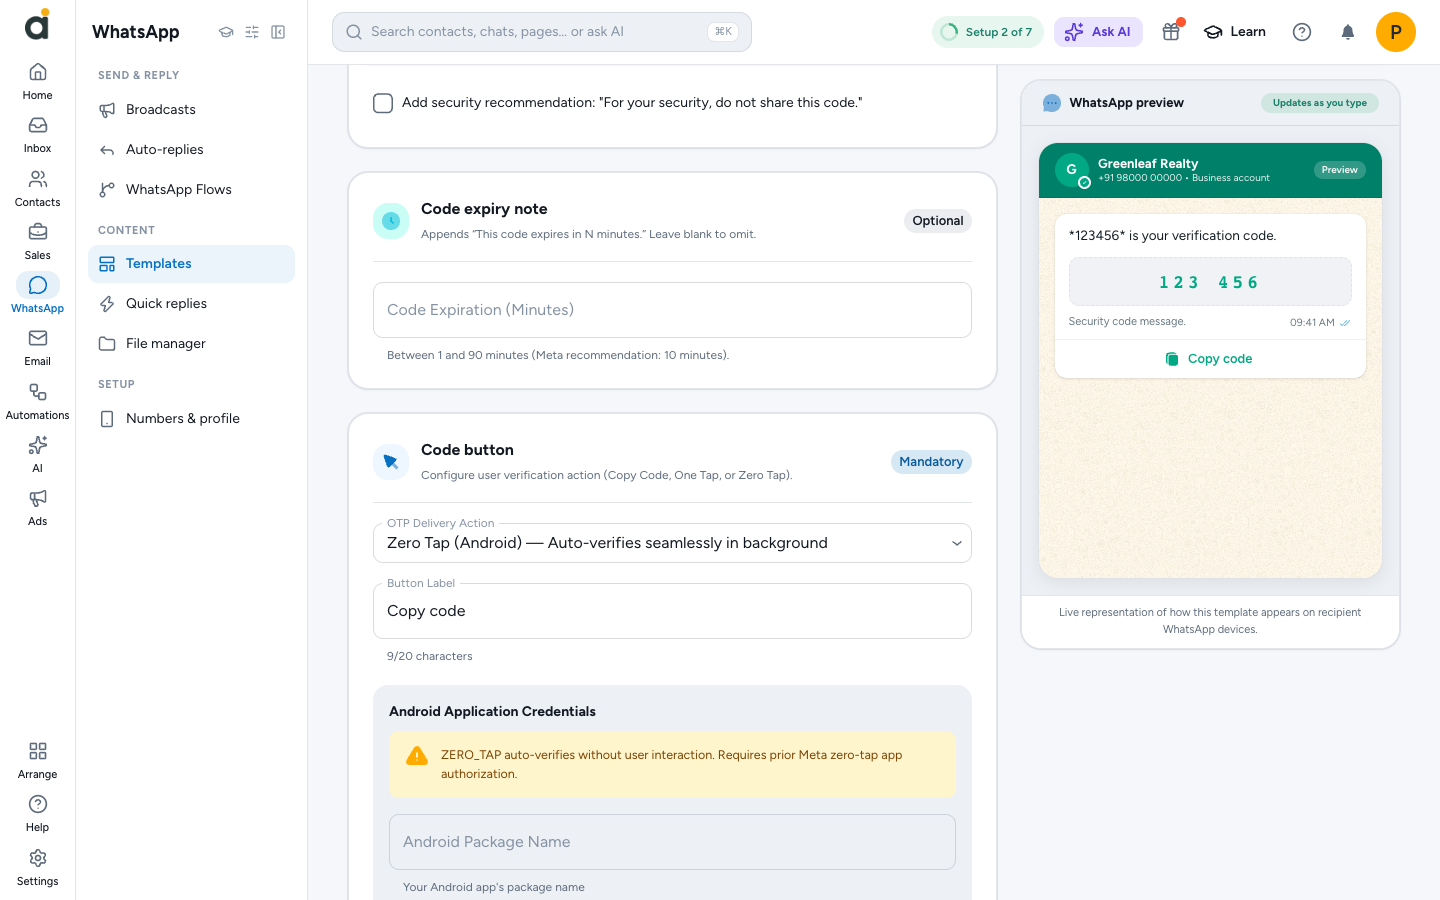 Home
Inbox
Contacts
Sales
WhatsApp
Email
Automations
AI
Ads
Arrange
Help
Settings
WhatsApp
SEND & REPLY
Broadcasts
Auto-replies
WhatsApp Flows
CONTENT
Templates
Quick replies
File manager
SETUP
Numbers & profile
Search contacts, chats, pages... or ask AI
⌘K
Setup 2 of 7
Ask AI
Learn
P
Add security recommendation: "For your security, do not share this code."
Code expiry note
Appends "This code expires in N minutes." Leave blank to omit.
Optional
Code Expiration (Minutes)
Between 1 and 90 minutes (Meta recommendation: 10 minutes).
Code button
Configure user verification action (Copy Code, One Tap, or Zero Tap).
Mandatory
OTP Delivery Action
Zero Tap (Android) — Auto-verifies seamlessly in background
Button Label
Copy code
9/20 characters
Android Application Credentials
ZERO_TAP auto-verifies without user interaction. Requires prior Meta zero-tap app
authorization.
Android Package Name
Your Android app's package name
WhatsApp preview
Updates as you type
G
Greenleaf Realty
+91 98000 00000 • Business account
Preview
*123456* is your verification code.
123 456
Security code message.
09:41 AM
Copy code
Live representation of how this template appears on recipient
WhatsApp devices.